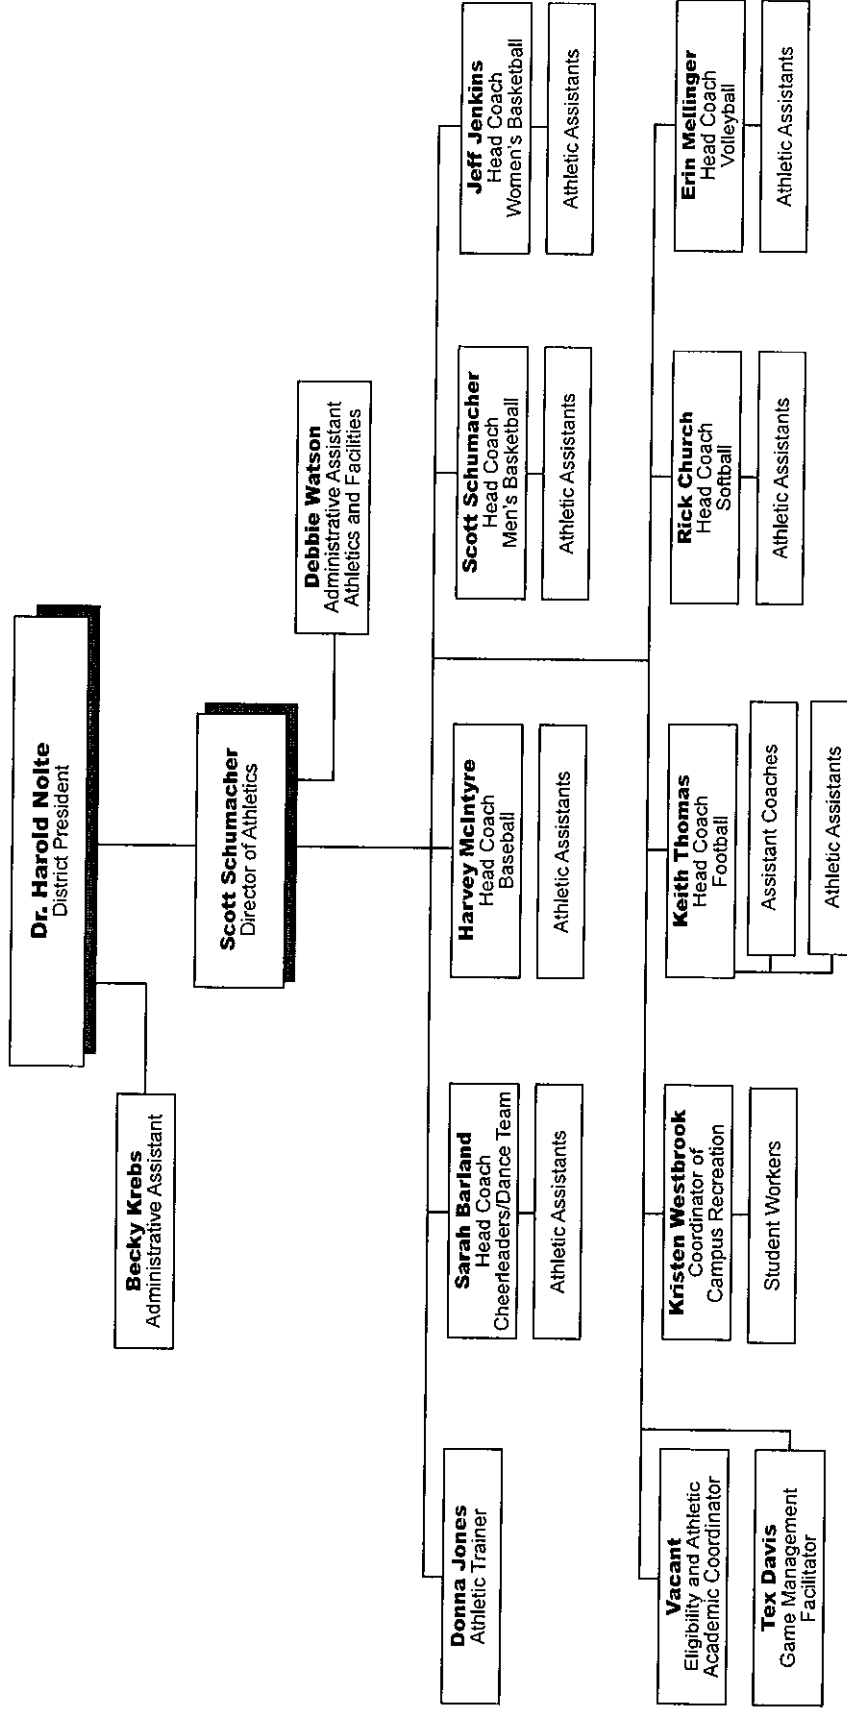 Dr. Harold Nolte
District President
Becky Krebs
Administrative Assistant
Scott Schumacher
Director of Athletics
Debbie Watson
Administrative Assistant
Athletics and Facilities
Donna Jones
Athletic Trainer
Sarah Barland
Head Coach
Cheerleaders/Dance Team
Athletic Assistants
Harvey McIntyre
Head Coach
Baseball
Athletic Assistants
Scott Schumacher
Head Coach
Men's Basketball
Athletic Assistants
Jeff Jenkins
Head Coach
Women's Basketball
Athletic Assistants
Vacant
Eligibility and Athletic
Academic Coordinator
Tex Davis
Game Management
Facilitator
Kristen Westbrook
Coordinator of
Campus Recreation
Student Workers
Keith Thomas
Head Coach
Football
Assistant Coaches
Athletic Assistants
Rick Church
Head Coach
Softball
Athletic Assistants
Erin Mellinger
Head Coach
Volleyball
Athletic Assistants